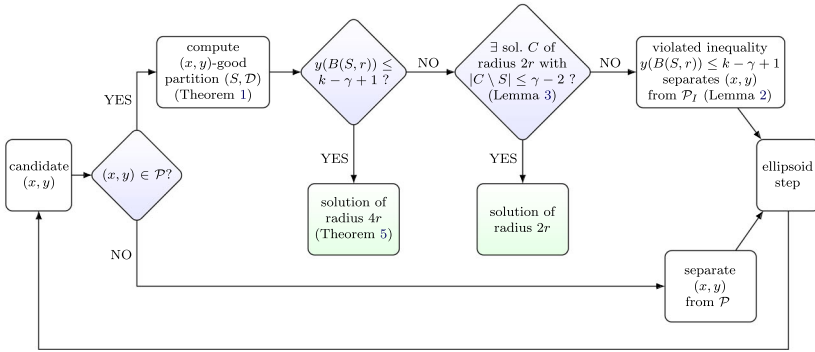 candidate
(x, y)
(x, y) ∈ 𝒫?
YES
NO
compute
(x, y)-good
partition (S, 𝒟)
(Theorem 1)
y(B(S, r)) ≤
k − γ + 1 ?
YES
NO
solution of
radius 4r
(Theorem 5)
∃ sol. C of
radius 2r with
|C \ S| ≤ γ − 2 ?
(Lemma 3)
YES
NO
solution of
radius 2r
violated inequality
y(B(S, r)) ≤ k − γ + 1
separates (x, y)
from 𝒫_I (Lemma 2)
ellipsoid
step
separate
(x, y)
from 𝒫